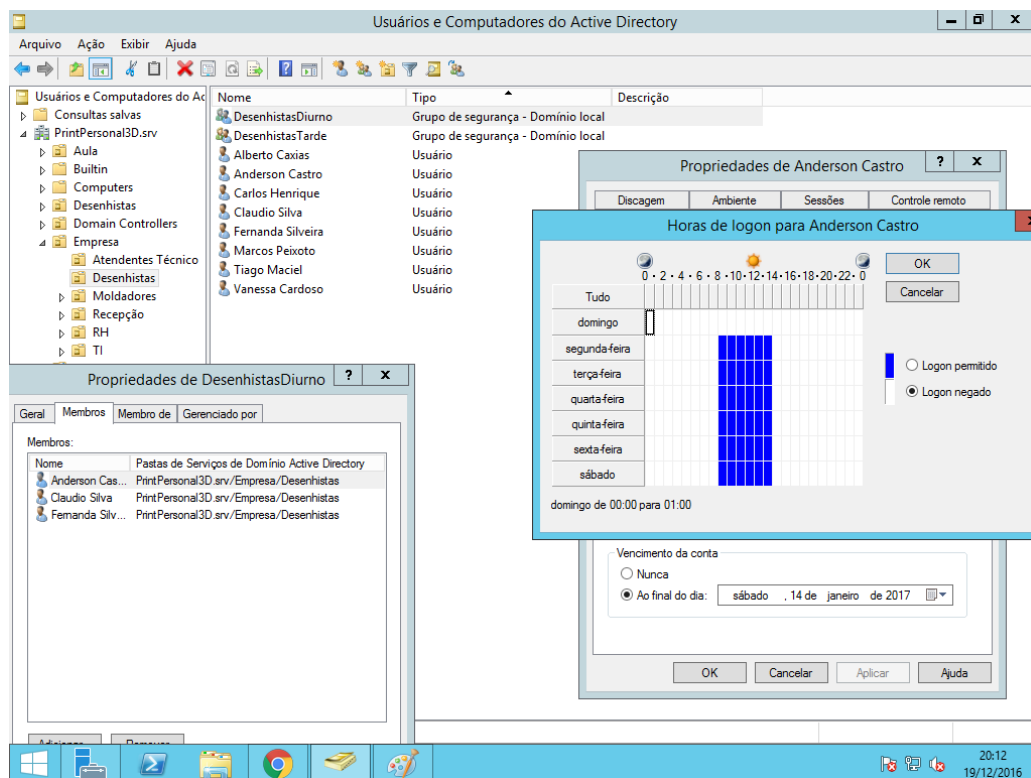 Usuários e Computadores do Active Directory
Arquivo Ação Exibir Ajuda
Usuários e Computadores do Ac
Consultas salvas
PrintPersonal3D.srv
Aula
Builtin
Computers
Desenhistas
Domain Controllers
Empresa
Atendentes Técnico
Desenhistas
Moldadores
Recepção
RH
TI
Nome Tipo Descrição
DesenhistasDiurno Grupo de segurança - Domínio local
DesenhistasTarde Grupo de segurança - Domínio local
Alberto Caxias Usuário
Anderson Castro Usuário
Carlos Henrique Usuário
Claudio Silva Usuário
Fernanda Silveira Usuário
Marcos Peixoto Usuário
Tiago Maciel Usuário
Vanessa Cardoso Usuário
Propriedades de Anderson Castro
Discagem Ambiente Sessões Controle remoto
Horas de logon para Anderson Castro
0 · 2 · 4 · 6 · 8 · 10 · 12 · 14 · 16 · 18 · 20 · 22 · 0
Tudo
domingo
segunda-feira
terça-feira
quarta-feira
quinta-feira
sexta-feira
sábado
domingo de 00:00 para 01:00
OK
Cancelar
Logon permitido
Logon negado
Vencimento da conta
Nunca
Ao final do dia: sábado , 14 de janeiro de 2017
OK Cancelar Aplicar Ajuda
Propriedades de DesenhistasDiurno
Geral Membros Membro de Gerenciado por
Membros:
Nome Pastas de Serviços de Domínio Active Directory
Anderson Cas... PrintPersonal3D.srv/Empresa/Desenhistas
Claudio Silva PrintPersonal3D.srv/Empresa/Desenhistas
Fernanda Silv... PrintPersonal3D.srv/Empresa/Desenhistas
20:12
19/12/2016